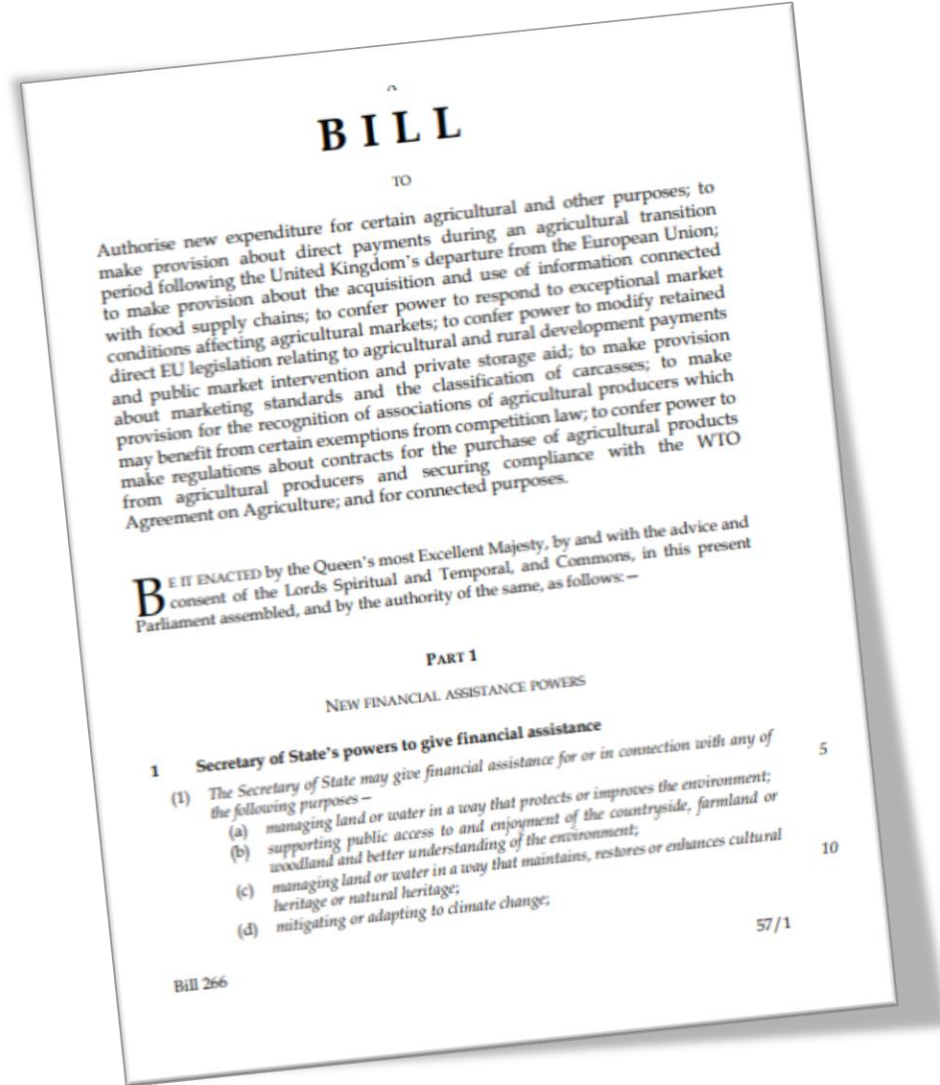 BILL
TO
Authorise new expenditure for certain agricultural and other purposes; to
make provision about direct payments during an agricultural transition
period following the United Kingdom's departure from the European Union;
to make provision about the acquisition and use of information connected
with food supply chains; to confer power to respond to exceptional market
conditions affecting agricultural markets; to confer power to modify retained
direct EU legislation relating to agricultural and rural development payments
and public market intervention and private storage aid; to make provision
about marketing standards and the classification of carcasses; to make
provision for the recognition of associations of agricultural producers which
may benefit from certain exemptions from competition law; to confer power to
make regulations about contracts for the purchase of agricultural products
from agricultural producers and securing compliance with the WTO
Agreement on Agriculture; and for connected purposes.
BE IT ENACTED by the Queen's most Excellent Majesty, by and with the advice and
consent of the Lords Spiritual and Temporal, and Commons, in this present
Parliament assembled, and by the authority of the same, as follows:—
PART 1
NEW FINANCIAL ASSISTANCE POWERS
1 Secretary of State's powers to give financial assistance
(1) The Secretary of State may give financial assistance for or in connection with any of 5
the following purposes—
(a) managing land or water in a way that protects or improves the environment;
(b) supporting public access to and enjoyment of the countryside, farmland or
woodland and better understanding of the environment;
(c) managing land or water in a way that maintains, restores or enhances cultural 10
heritage or natural heritage;
(d) mitigating or adapting to climate change;
Bill 266 57/1